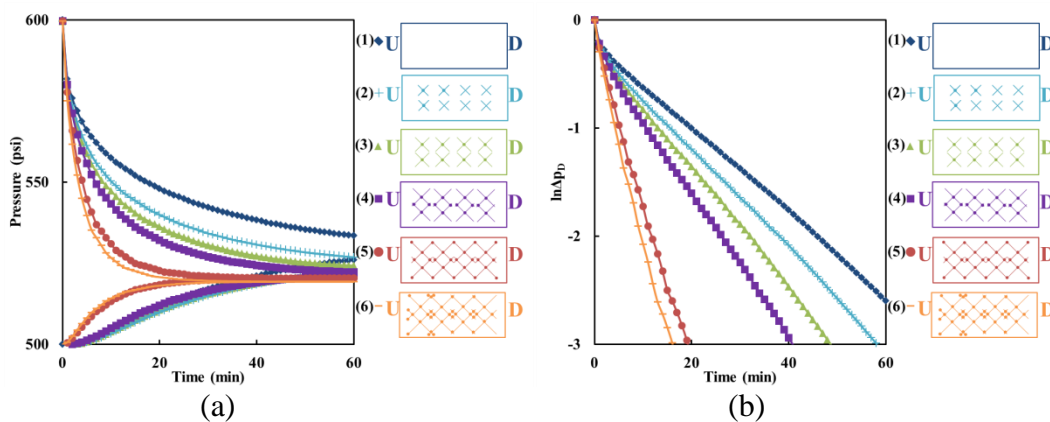 600
550
500
Pressure (psi)
0 20 40 60
Time (min)
(1) U D
(2) U D
(3) U D
(4) U D
(5) U D
(6) U D
(a)
0
-1
-2
-3
lnΔp_D
0 20 40 60
Time (min)
(1) U D
(2) U D
(3) U D
(4) U D
(5) U D
(6) U D
(b)